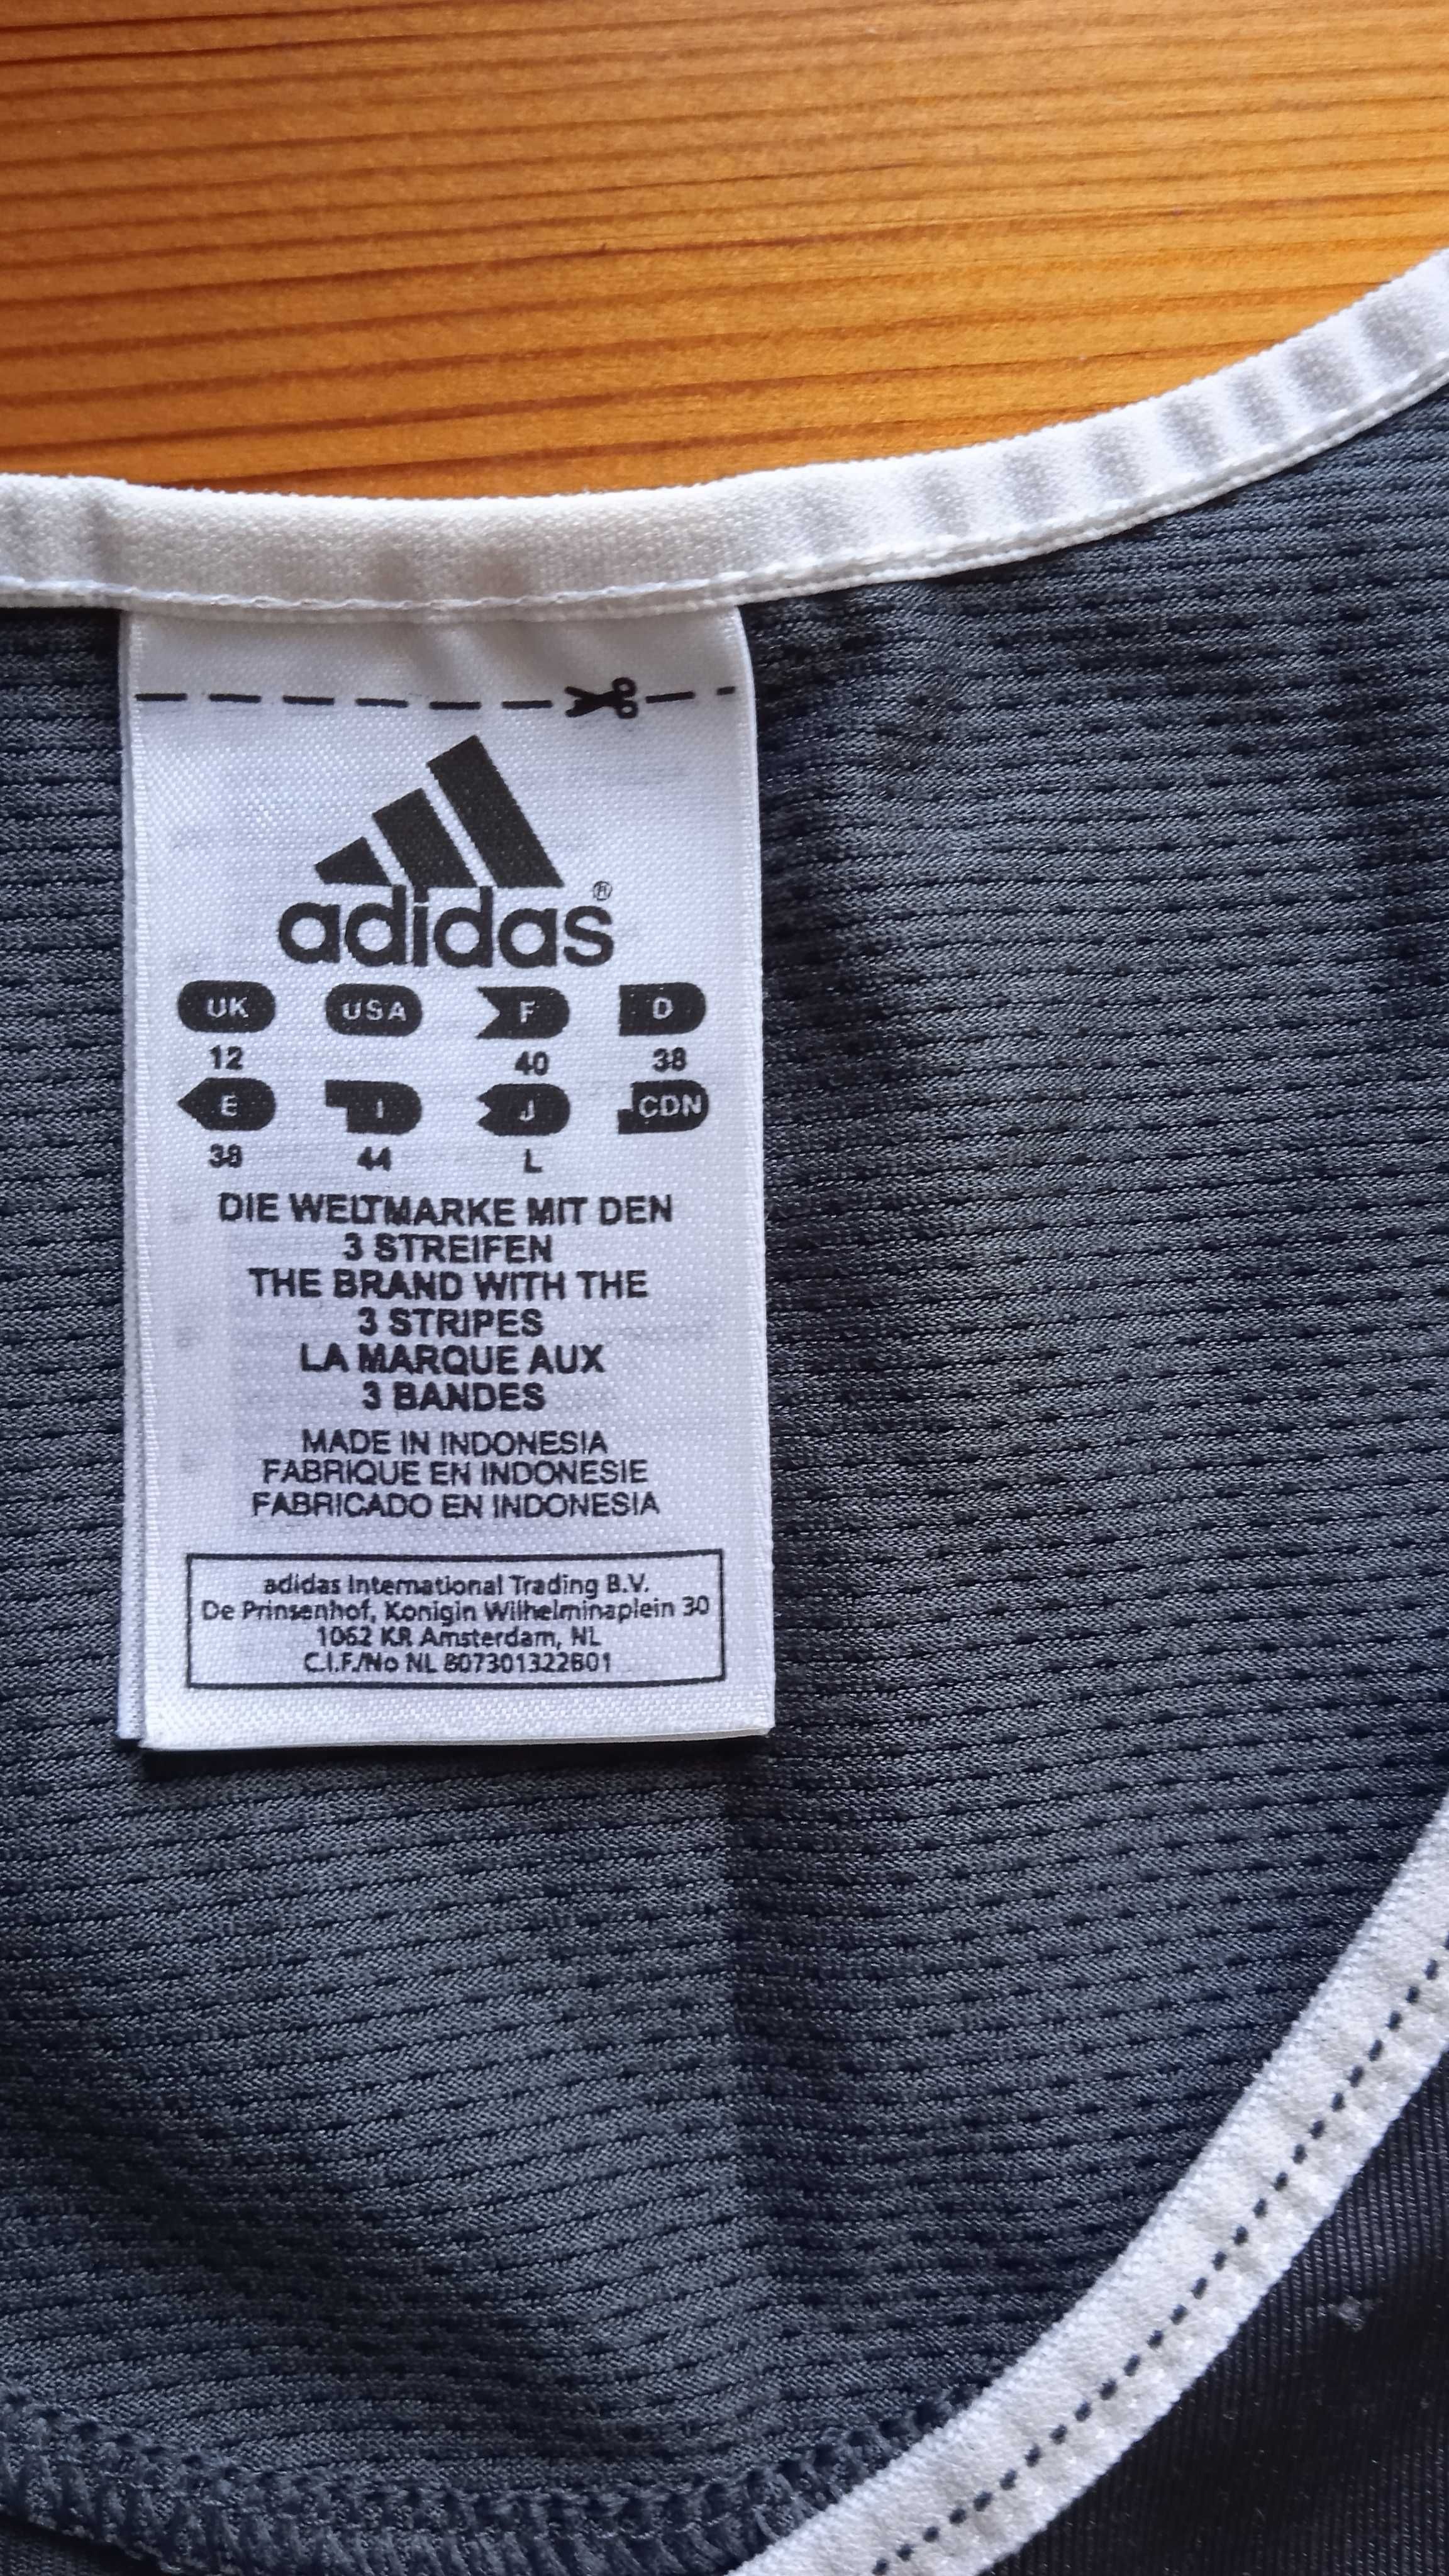 adidas®
UK USA F D
12 40 38
E I J CDN
38 44 L
DIE WELTMARKE MIT DEN
3 STREIFEN
THE BRAND WITH THE
3 STRIPES
LA MARQUE AUX
3 BANDES
MADE IN INDONESIA
FABRIQUE EN INDONESIE
FABRICADO EN INDONESIA
adidas International Trading B.V.
De Prinsenhof, Konigin Wilhelminaplein 30
1062 KR Amsterdam, NL
C.I.F./No NL 807301322B01